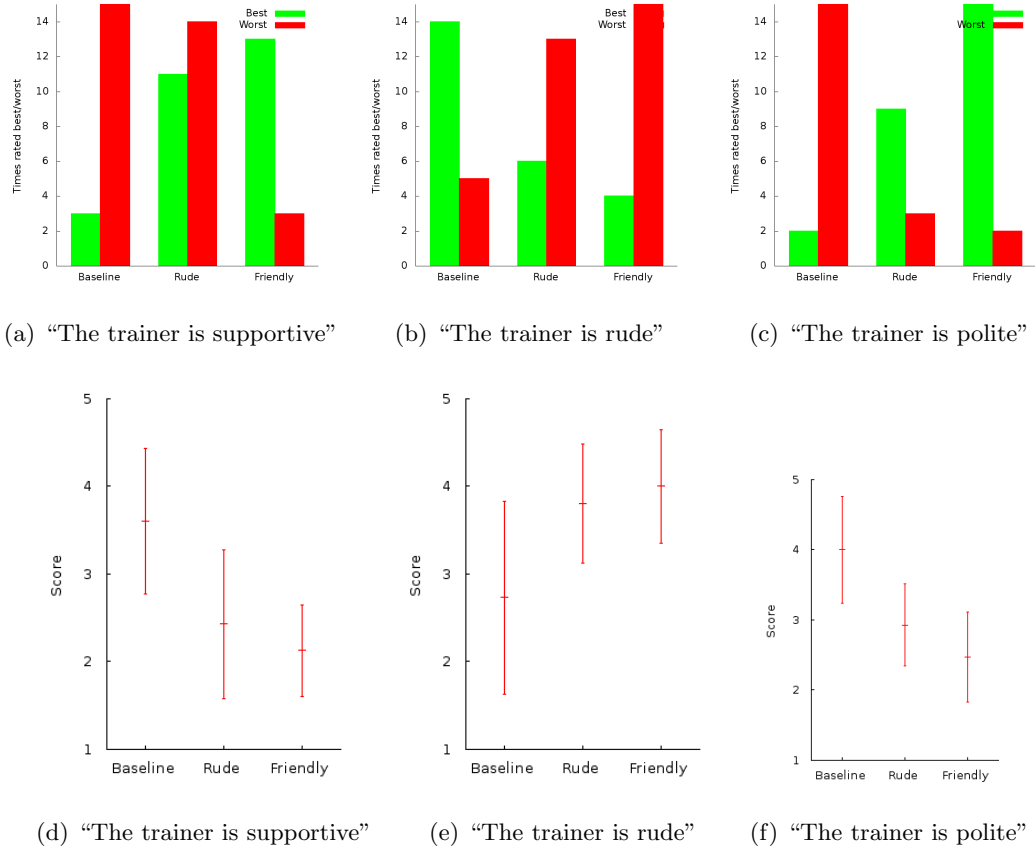 Best
Worst
Times rated best/worst
14
12
10
8
6
4
2
0
Baseline Rude Friendly
(a) “The trainer is supportive”
Best
Worst
Times rated best/worst
14
12
10
8
6
4
2
0
Baseline Rude Friendly
(b) “The trainer is rude”
Worst
Times rated best/worst
14
12
10
8
6
4
2
0
Baseline Rude Friendly
(c) “The trainer is polite”
Score
5
4
3
2
1
Baseline Rude Friendly
(d) “The trainer is supportive”
Score
5
4
3
2
1
Baseline Rude Friendly
(e) “The trainer is rude”
Score
5
4
3
2
1
Baseline Rude Friendly
(f) “The trainer is polite”